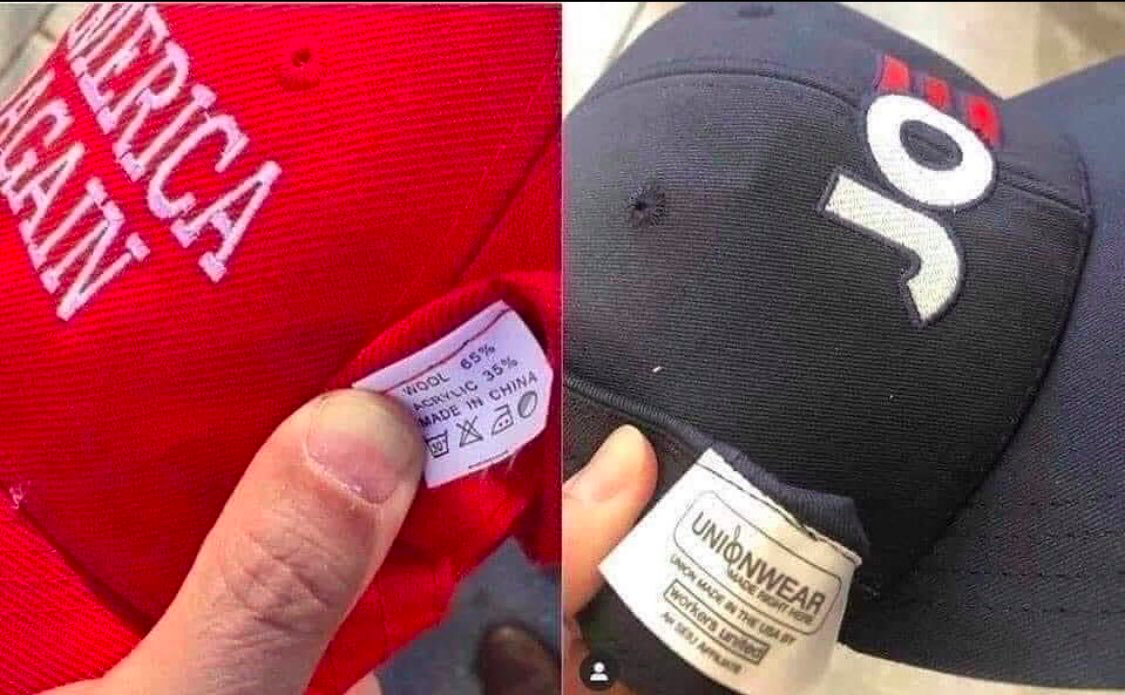 AMERICA
AGAIN
WOOL 65%
ACRYLIC 35%
MADE IN CHINA
30
JO
UNIONWEAR
MADE RIGHT HERE
UNION MADE IN THE USA BY
workers united
AN SEIU AFFILIATE